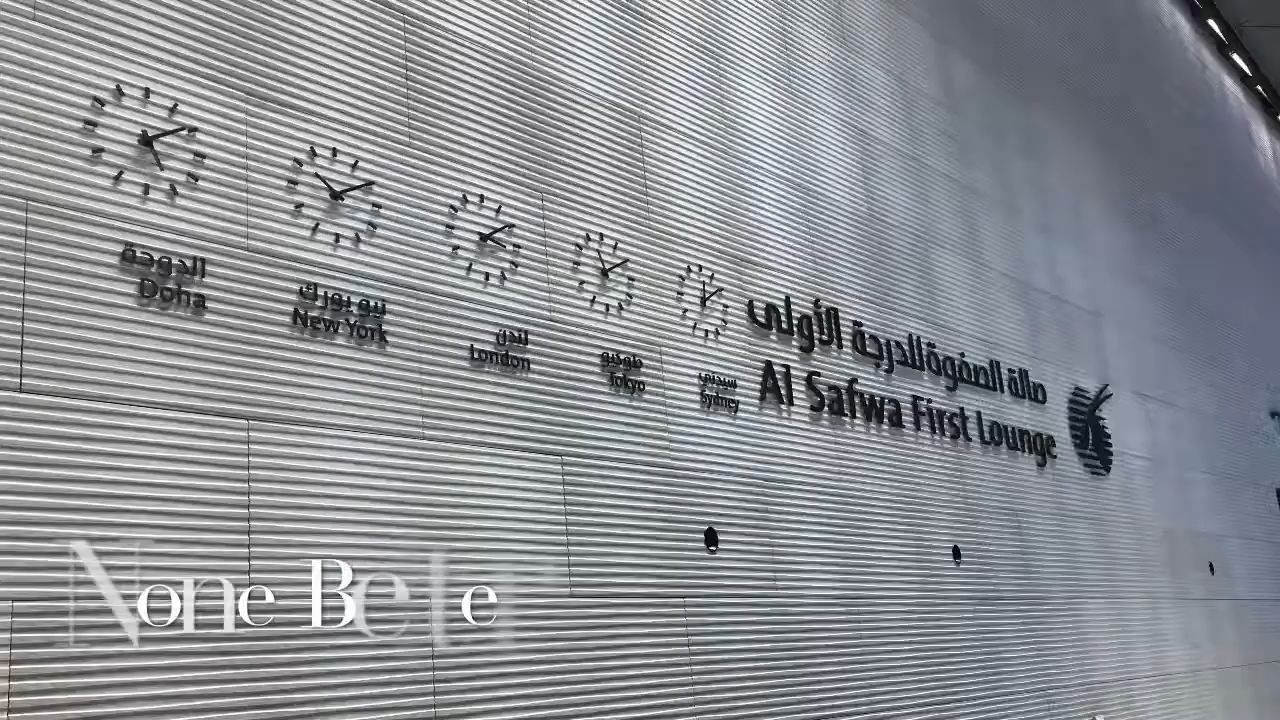 الدوحة
Doha
نيو يورك
New York
لندن
London
طوكيو
Tokyo
سيدني
Sydney
صالة الصفوة للدرجة الأولى
Al Safwa First Lounge
None